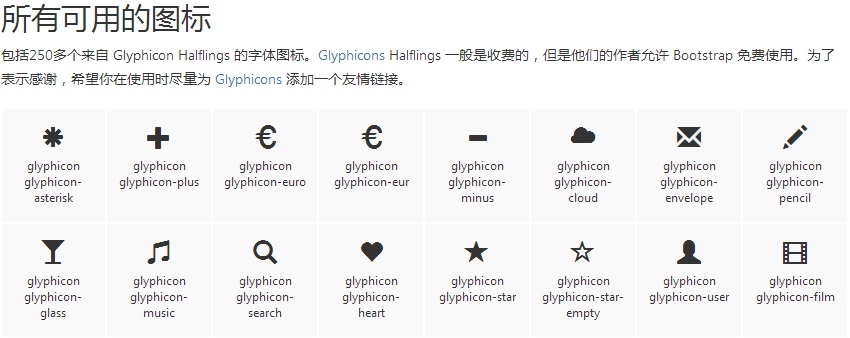 所有可用的图标
包括250多个来自 Glyphicon Halflings 的字体图标。Glyphicons Halflings 一般是收费的，但是他们的作者允许 Bootstrap 免费使用。为了
表示感谢，希望你在使用时尽量为 Glyphicons 添加一个友情链接。
glyphicon glyphicon-asterisk
glyphicon glyphicon-plus
glyphicon glyphicon-euro
glyphicon glyphicon-eur
glyphicon glyphicon-minus
glyphicon glyphicon-cloud
glyphicon glyphicon-envelope
glyphicon glyphicon-pencil
glyphicon glyphicon-glass
glyphicon glyphicon-music
glyphicon glyphicon-search
glyphicon glyphicon-heart
glyphicon glyphicon-star
glyphicon glyphicon-star-empty
glyphicon glyphicon-user
glyphicon glyphicon-film